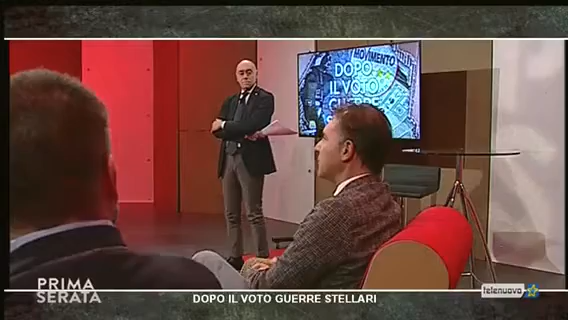 MOVIMENTO
DOPO
IL VOTO
GUERRE
PRIMA
SERATA
telenuovo
DOPO IL VOTO GUERRE STELLARI